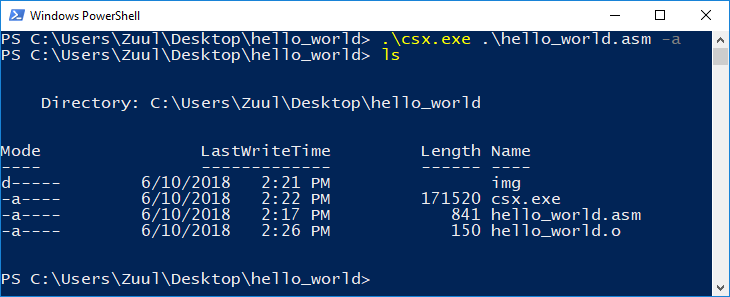 Windows PowerShell
PS C:\Users\Zuul\Desktop\hello_world> .\csx.exe .\hello_world.asm -a
PS C:\Users\Zuul\Desktop\hello_world> ls
Directory: C:\Users\Zuul\Desktop\hello_world
Mode LastWriteTime Length Name
---- ------------- ------ ----
d----- 6/10/2018 2:21 PM img
-a---- 6/10/2018 2:22 PM 171520 csx.exe
-a---- 6/10/2018 2:17 PM 841 hello_world.asm
-a---- 6/10/2018 2:26 PM 150 hello_world.o
PS C:\Users\Zuul\Desktop\hello_world>